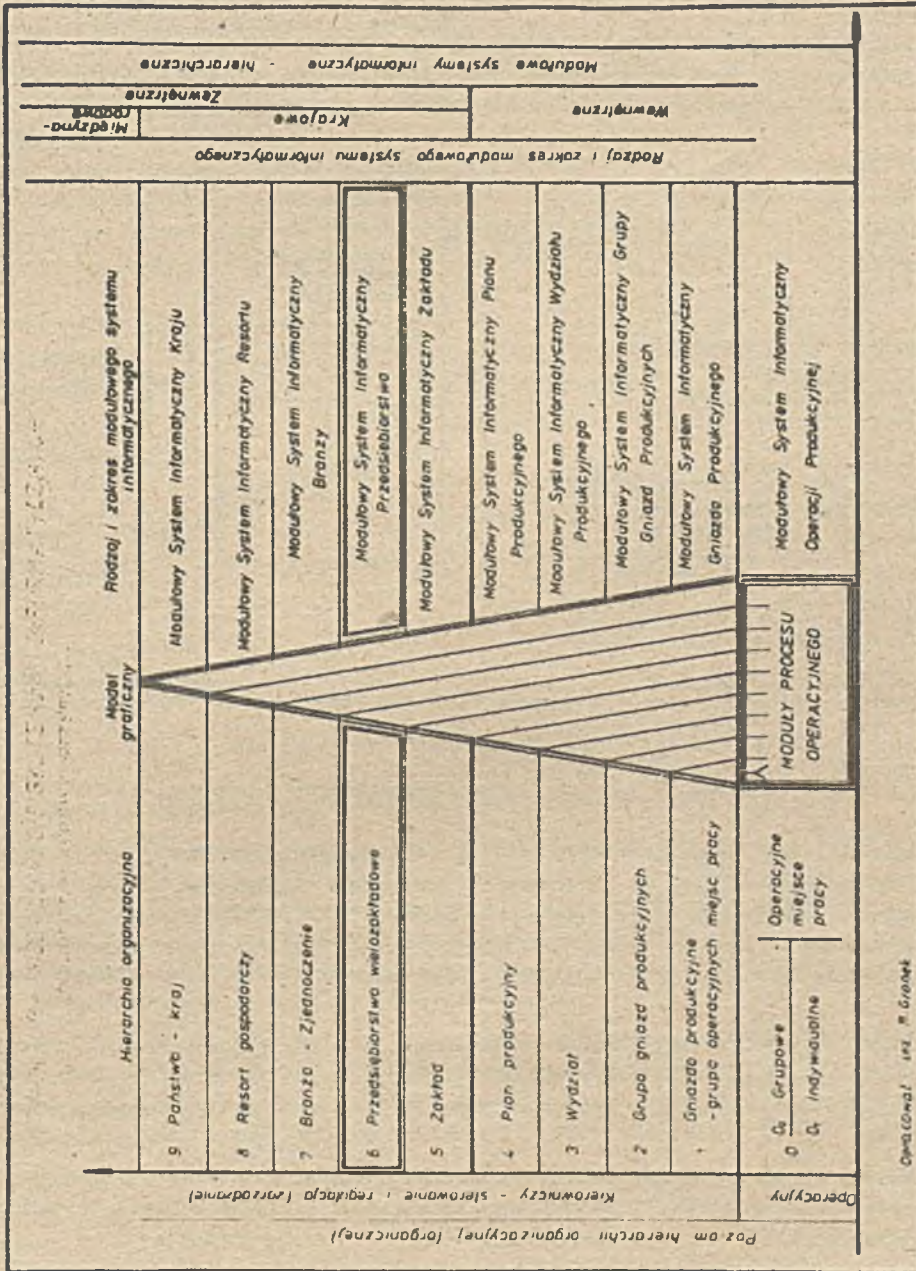 Hierarchia organizacyjna
Model
graficzny
Rodzaj i zakres modułowego systemu
informatycznego
9 Państwo - kraj
Modułowy System Informatyczny Kraju
8 Resort gospodarczy
Modułowy System Informatyczny Resortu
7 Branża - Zjednoczenie
Modułowy System Informatyczny
Branży
6 Przedsiębiorstwo wielozakładowe
Modułowy System Informatyczny
Przedsiębiorstwa
5 Zakład
Modułowy System Informatyczny Zakładu
4 Pion produkcyjny
Modułowy System Informatyczny Pionu
Produkcyjnego
3 Wydział
Modułowy System Informatyczny Wydziału
Produkcyjnego
2 Grupa gniazd produkcyjnych
Modułowy System Informatyczny Grupy
Gniazd Produkcyjnych
1 Gniazdo produkcyjne
- grupa operacyjnych miejsc pracy
Modułowy System Informatyczny
Gniazda Produkcyjnego
0 Grupowe
Indywidualne
Operacyjne
miejsce
pracy
MODUŁY PROCESU
OPERACYJNEGO
Modułowy System Informatyczny
Operacji Produkcyjnej
Poziom hierarchii organizacyjnej (organicznej)
Operacyjny
Kierowniczy - sterowanie i regulacja (zarządzanie)
Rodzaj i zakres modułowego systemu informatycznego
Wewnętrzne
Krajowe
Międzyna-
rodowe
Zewnętrzne
Modułowe systemy informatyczne - hierarchiczne
Opracował inż. M. Gronek